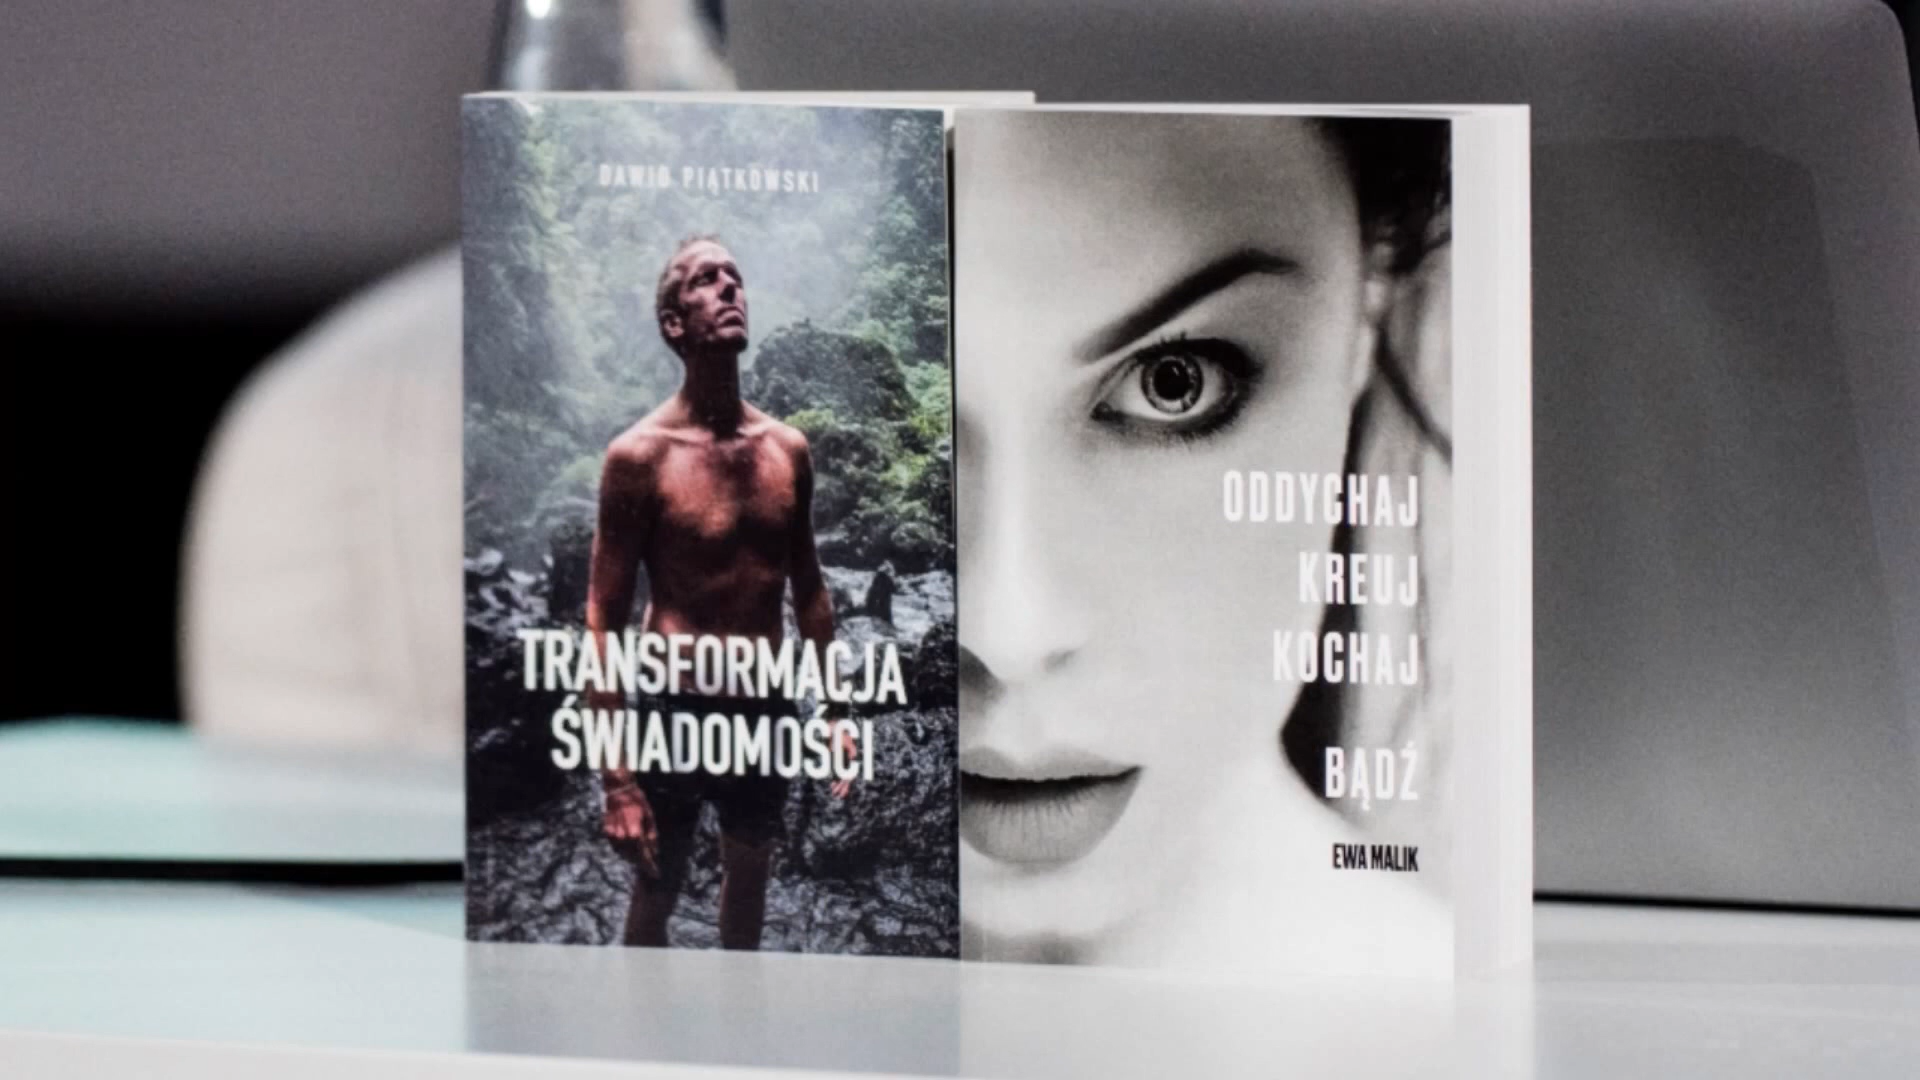 DAWID PIĄTKOWSKI
TRANSFORMACJA
ŚWIADOMOŚCI
ODDYCHAJ
KREUJ
KOCHAJ
BĄDŹ
EWA MALIK